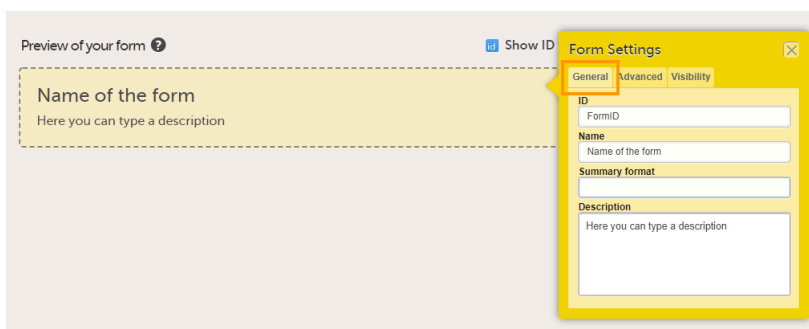 Preview of your form ?
id Show ID
Name of the form
Here you can type a description
Form Settings
General Advanced Visibility
ID
FormID
Name
Name of the form
Summary format
Description
Here you can type a description